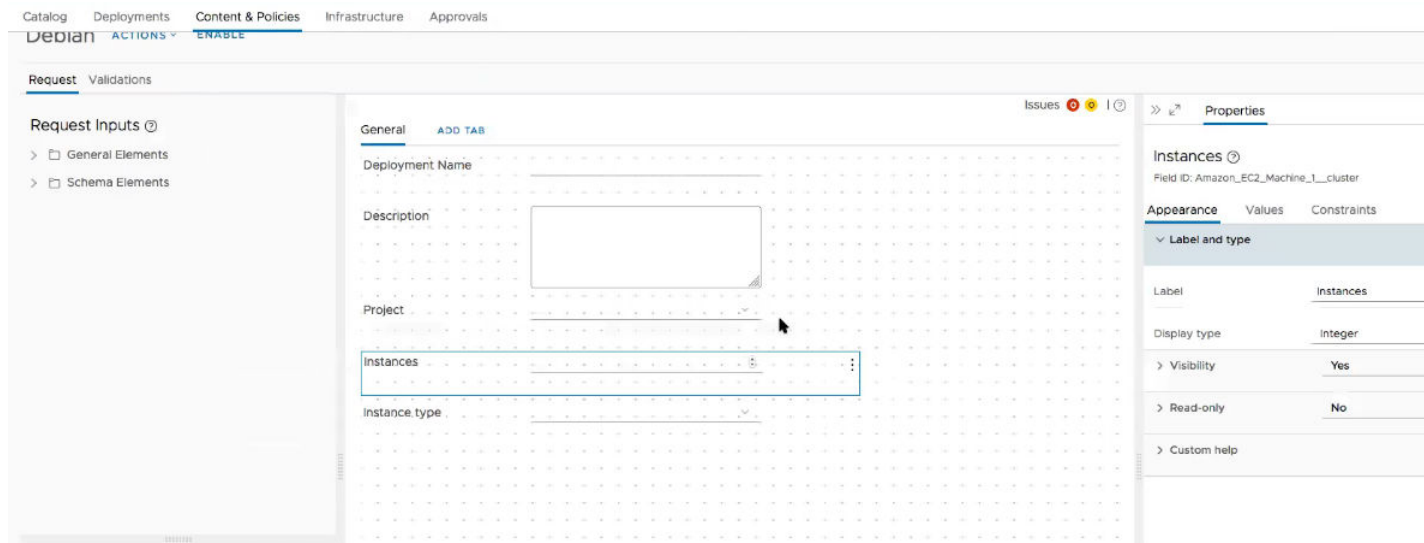 Catalog Deployments Content & Policies Infrastructure Approvals
Debian ACTIONS ENABLE
Request Validations
Request Inputs
General Elements
Schema Elements
Issues 0 0
General ADD TAB
Deployment Name
Description
Project
Instances
Instance type
Properties
Instances
Field ID: Amazon_EC2_Machine_1__cluster
Appearance Values Constraints
Label and type
Label Instances
Display type Integer
Visibility Yes
Read-only No
Custom help